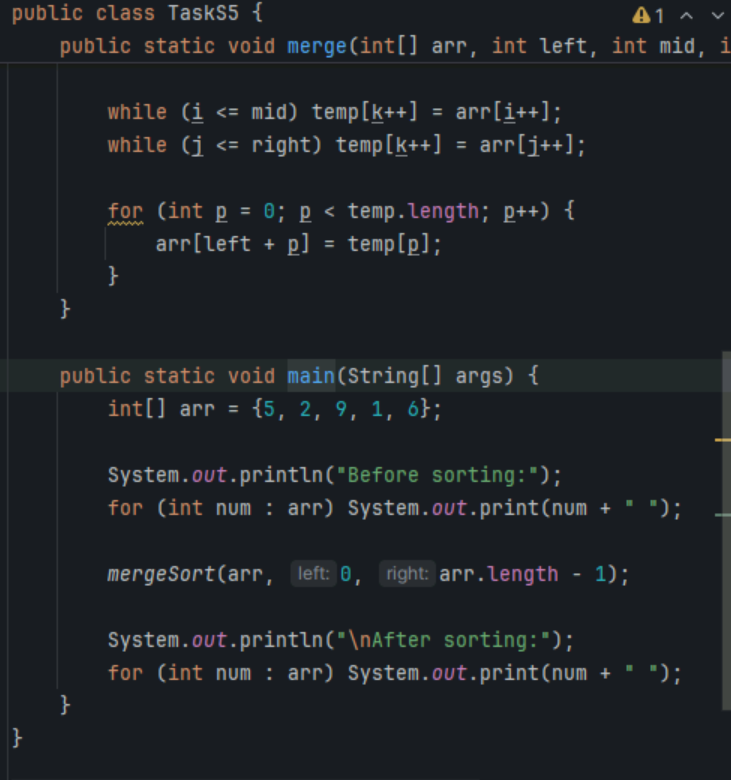 public class TaskS5 {
1
public static void merge(int[] arr, int left, int mid, i
while (i <= mid) temp[k++] = arr[i++];
while (j <= right) temp[k++] = arr[j++];
for (int p = 0; p < temp.length; p++) {
arr[left + p] = temp[p];
}
}
public static void main(String[] args) {
int[] arr = {5, 2, 9, 1, 6};
System.out.println("Before sorting:");
for (int num : arr) System.out.print(num + " ");
mergeSort(arr, left: 0, right: arr.length - 1);
System.out.println("\nAfter sorting:");
for (int num : arr) System.out.print(num + " ");
}
}